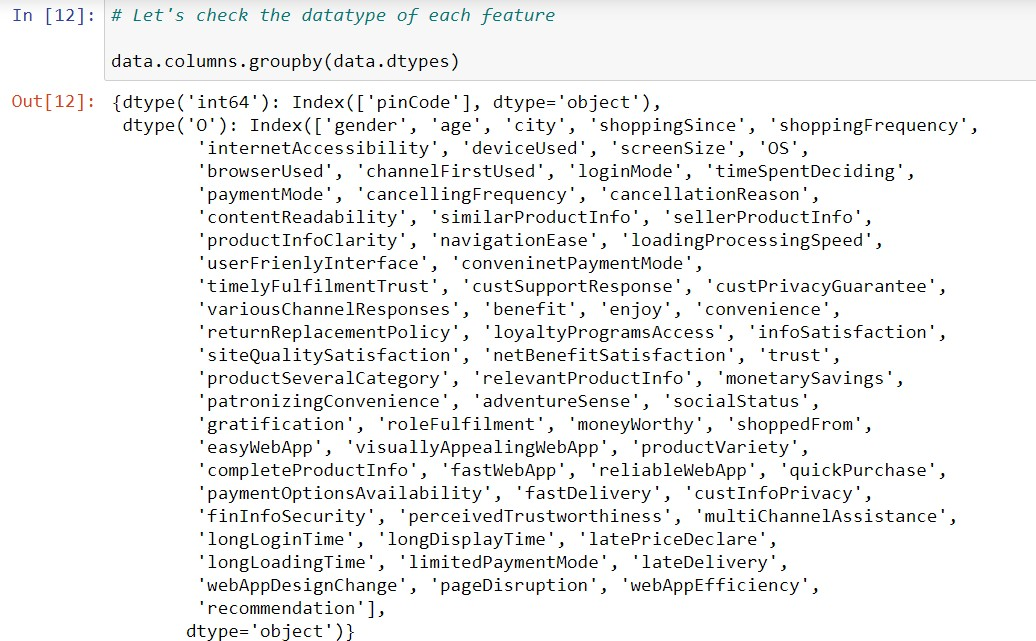 In [12]: # Let's check the datatype of each feature
data.columns.groupby(data.dtypes)
Out[12]: {dtype('int64'): Index(['pinCode'], dtype='object'),
dtype('O'): Index(['gender', 'age', 'city', 'shoppingSince', 'shoppingFrequency',
'internetAccessibility', 'deviceUsed', 'screenSize', 'OS',
'browserUsed', 'channelFirstUsed', 'loginMode', 'timeSpentDeciding',
'paymentMode', 'cancellingFrequency', 'cancellationReason',
'contentReadability', 'similarProductInfo', 'sellerProductInfo',
'productInfoClarity', 'navigationEase', 'loadingProcessingSpeed',
'userFrienlyInterface', 'conveninetPaymentMode',
'timelyFulfilmentTrust', 'custSupportResponse', 'custPrivacyGuarantee',
'variousChannelResponses', 'benefit', 'enjoy', 'convenience',
'returnReplacementPolicy', 'loyaltyProgramsAccess', 'infoSatisfaction',
'siteQualitySatisfaction', 'netBenefitSatisfaction', 'trust',
'productSeveralCategory', 'relevantProductInfo', 'monetarySavings',
'patronizingConvenience', 'adventureSense', 'socialStatus',
'gratification', 'roleFulfilment', 'moneyWorthy', 'shoppedFrom',
'easyWebApp', 'visuallyAppealingWebApp', 'productVariety',
'completeProductInfo', 'fastWebApp', 'reliableWebApp', 'quickPurchase',
'paymentOptionsAvailability', 'fastDelivery', 'custInfoPrivacy',
'finInfoSecurity', 'perceivedTrustworthiness', 'multiChannelAssistance',
'longLoginTime', 'longDisplayTime', 'latePriceDeclare',
'longLoadingTime', 'limitedPaymentMode', 'lateDelivery',
'webAppDesignChange', 'pageDisruption', 'webAppEfficiency',
'recommendation'],
dtype='object')}